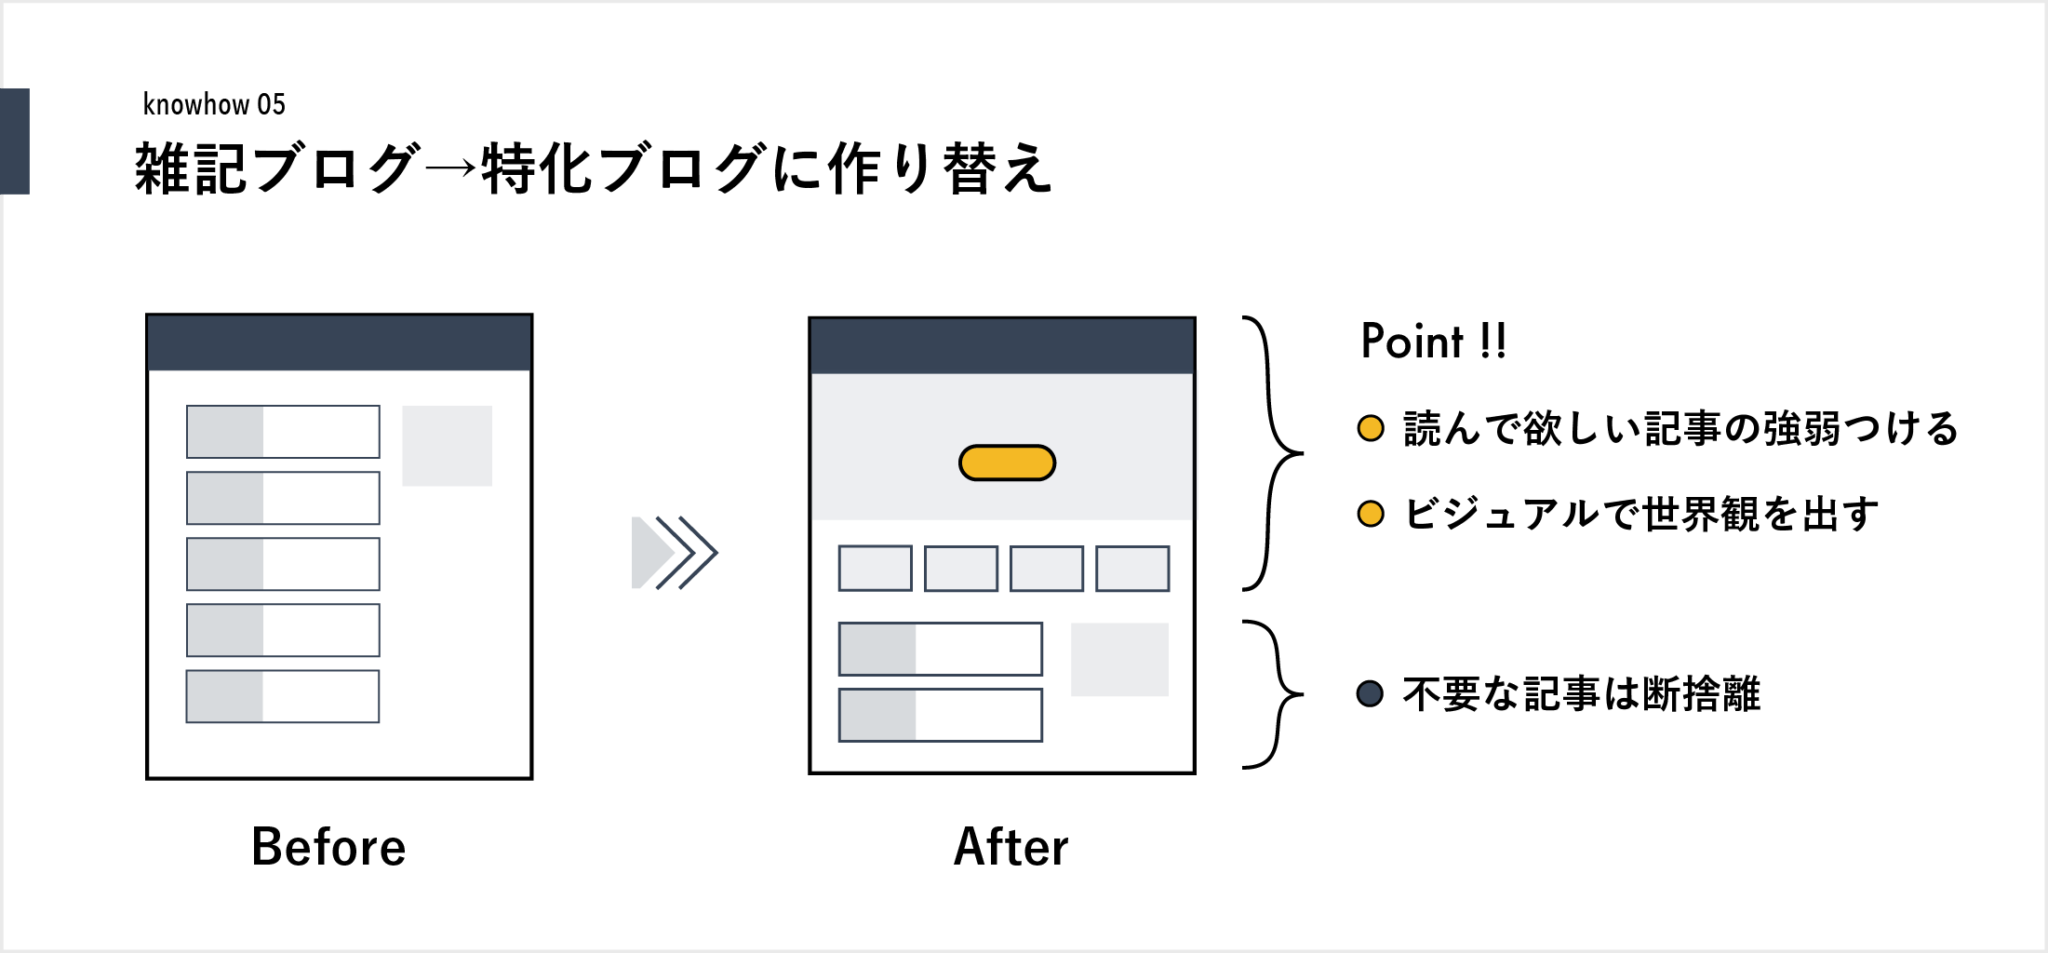 knowhow 05
雑記ブログ→特化ブログに作り替え
Before
After
Point !!
読んで欲しい記事の強弱つける
ビジュアルで世界観を出す
不要な記事は断捨離